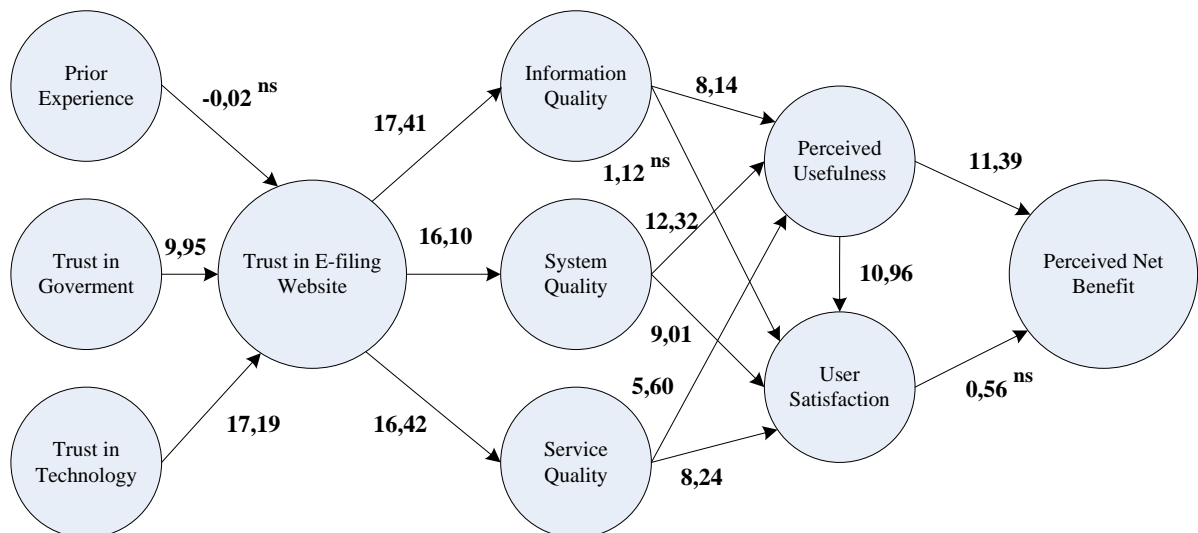 Prior
Experience
-0,02 ns
Trust in
Goverment
9,95
Trust in
Technology
17,19
Trust in E-filing
Website
17,41
16,10
16,42
Information
Quality
System
Quality
Service
Quality
8,14
1,12 ns
12,32
9,01
5,60
8,24
Perceived
Usefulness
10,96
User
Satisfaction
11,39
0,56 ns
Perceived Net
Benefit